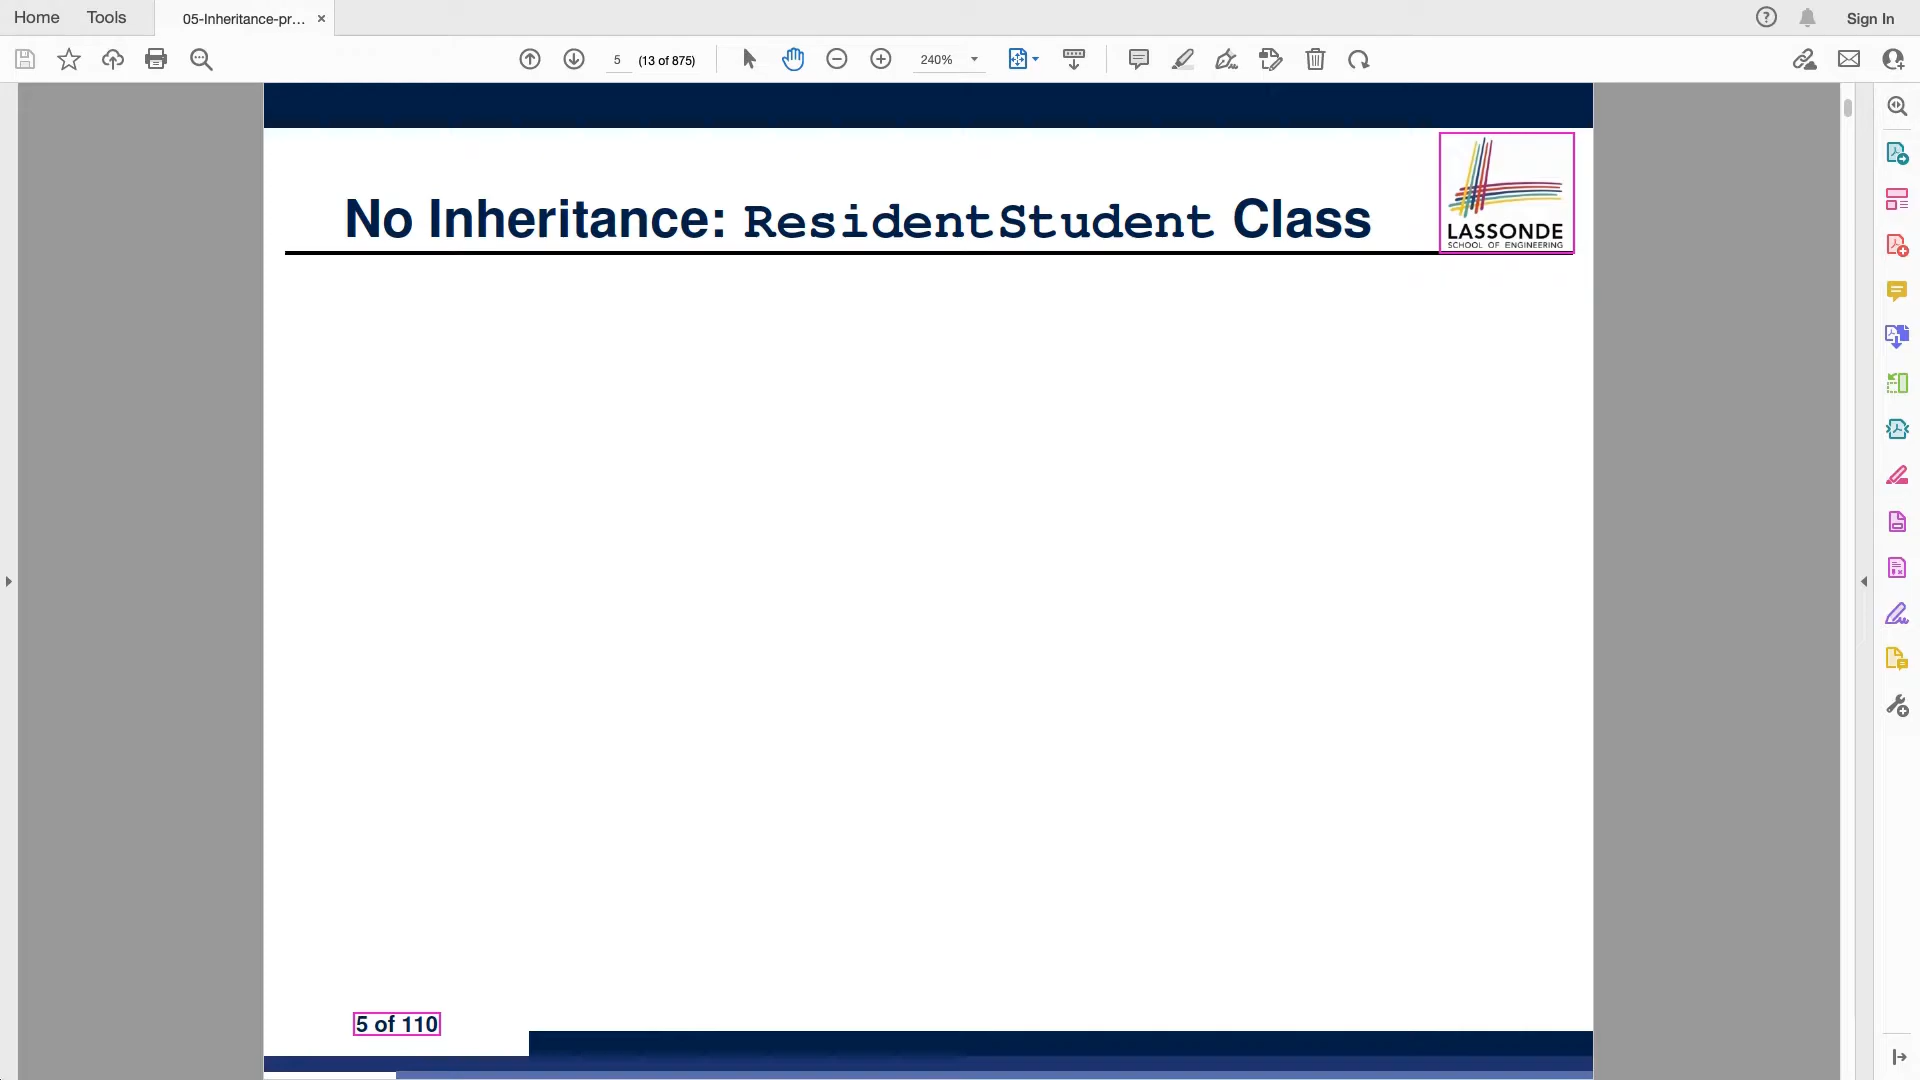 Home Tools 05-Inheritance-pr... × Sign In
5 (13 of 875) 240%
No Inheritance: ResidentStudent Class
LASSONDE
SCHOOL OF ENGINEERING
5 of 110